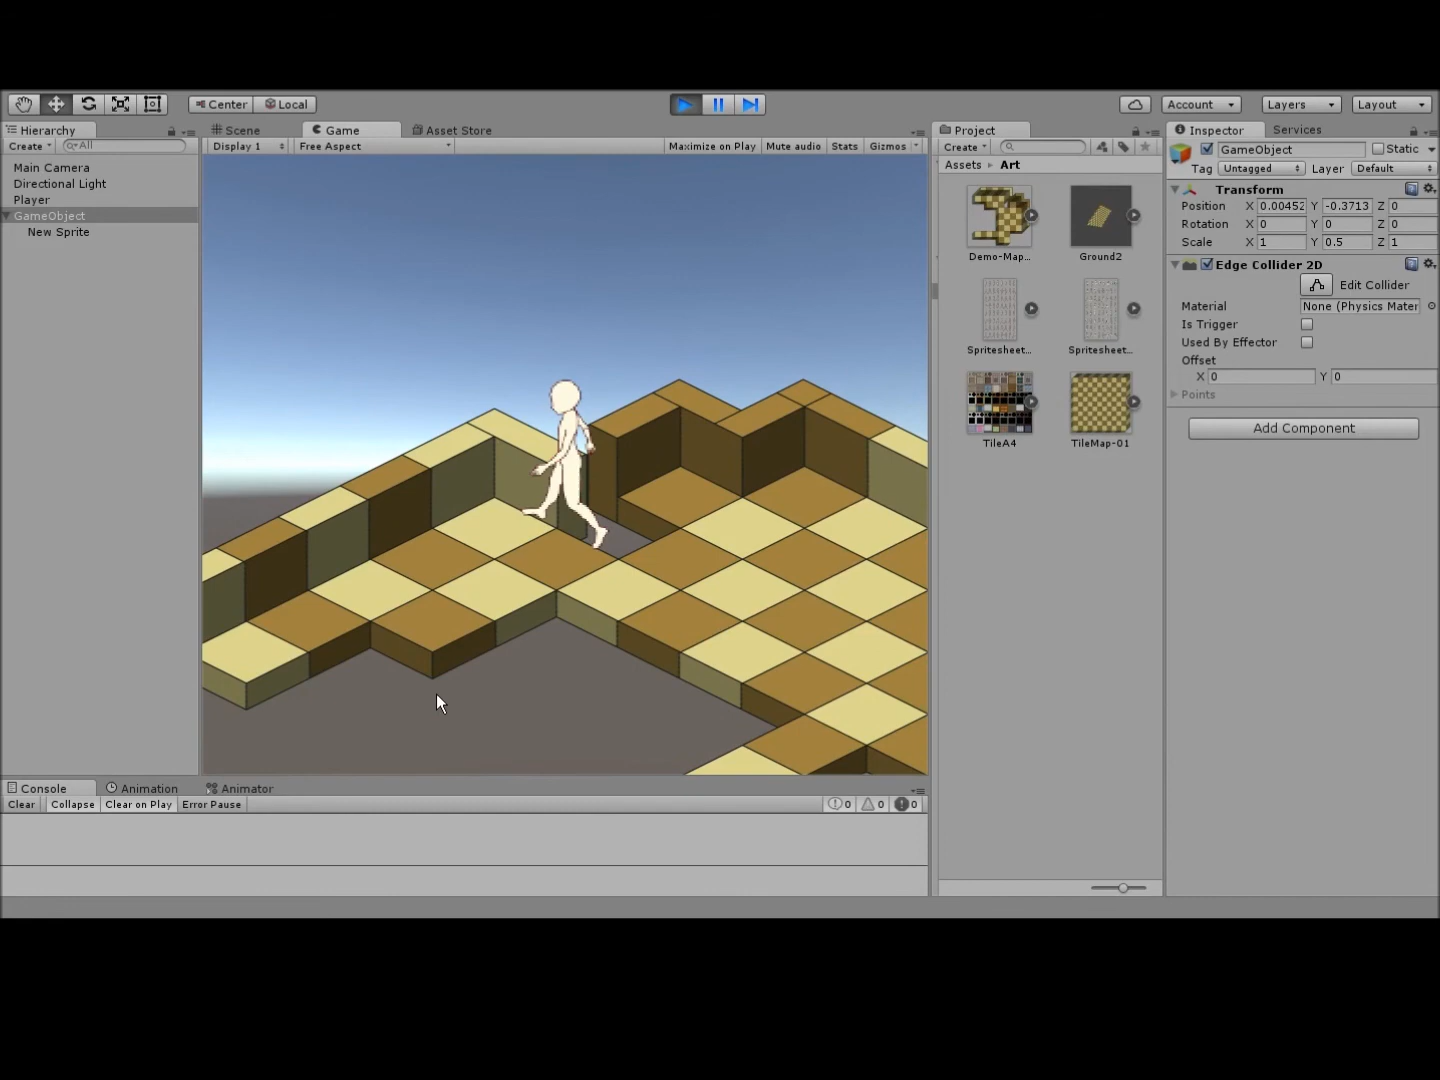 Center Local Account Layers Layout
Hierarchy Scene Game Asset Store Project Inspector Services
Create All Display 1 Free Aspect Maximize on Play Mute audio Stats Gizmos Create GameObject Static
Main Camera Assets Art Tag Untagged Layer Default
Directional Light Transform
Player Position X 0.00452 Y -0.3713 Z 0
GameObject Rotation X 0 Y 0 Z 0
New Sprite Scale X 1 Y 0.5 Z 1
Demo-Map... Ground2 Edge Collider 2D
Edit Collider
Material None (Physics Mater
Is Trigger
Used By Effector
Spritesheet... Spritesheet... Offset
X 0 Y 0
Points
Add Component
TileA4 TileMap-01
Console Animation Animator
Clear Collapse Clear on Play Error Pause 0 0 0